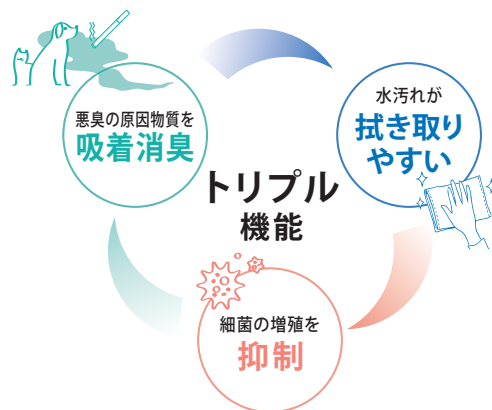 悪臭の原因物質を
吸着消臭
水汚れが
拭き取り
やすい
トリプル
機能
細菌の増殖を
抑制